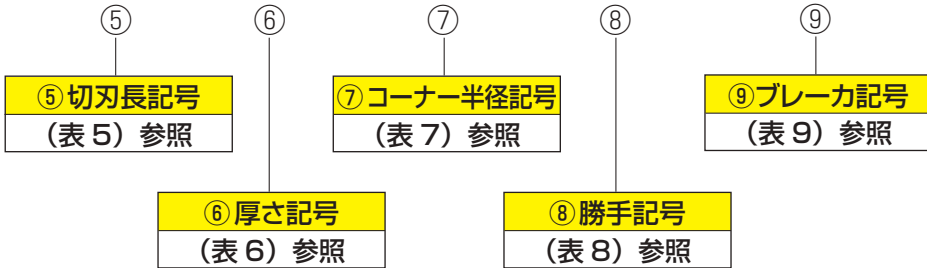 ⑤ ⑥ ⑦ ⑧ ⑨
⑤切刃長記号
(表5)参照
⑦コーナー半径記号
(表7)参照
⑨ブレーカ記号
(表9)参照
⑥厚さ記号
(表6)参照
⑧勝手記号
(表8)参照